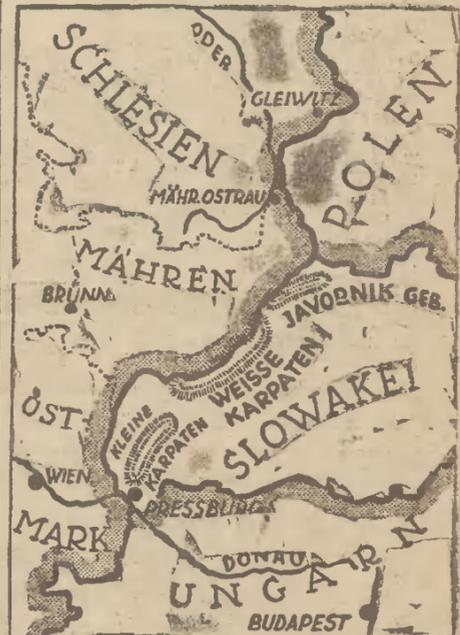 ODER
SCHLESIEN
GLEIWITZ
POLEN
MÄHR.OSTRAU
MÄHREN
BRÜNN
JAVORNIK GEB.
WEISSE
KARPATEN
SLOWAKEI
KLEINE
KARPATEN
ÖST
WIEN
PRESSBURG
MARK
DONAU
UNGARN
BUDAPEST